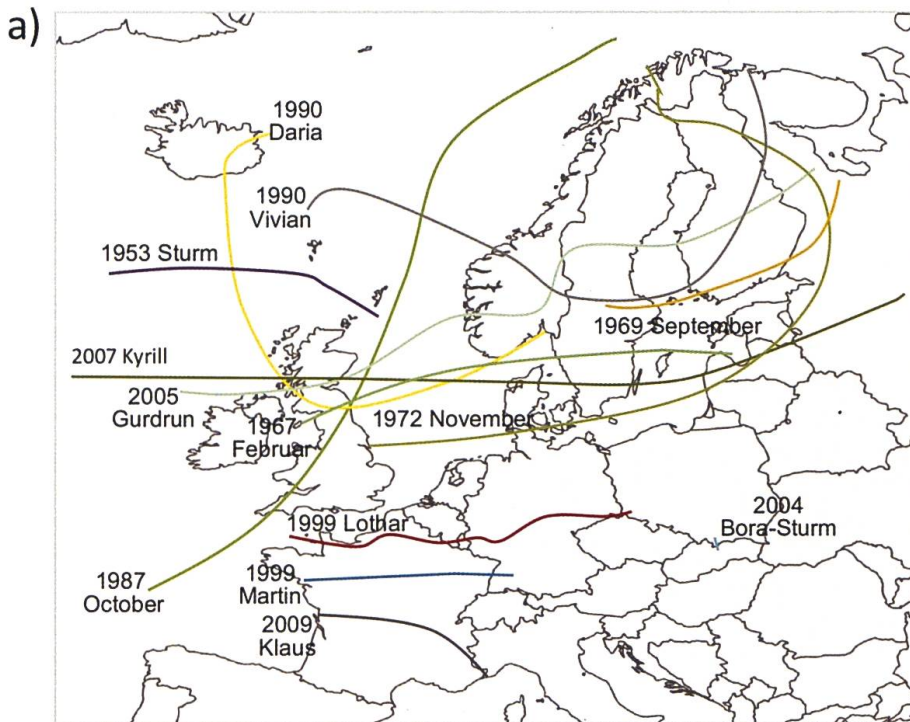 a)
1990
Daria
1990
Vivian
1953 Sturm
1969 September
2007 Kyrill
2005
Gurdrun
1967
Februar
1972 November
1999 Lothar
2004
Bora-Sturm
1987
October
1999
Martin
2009
Klaus